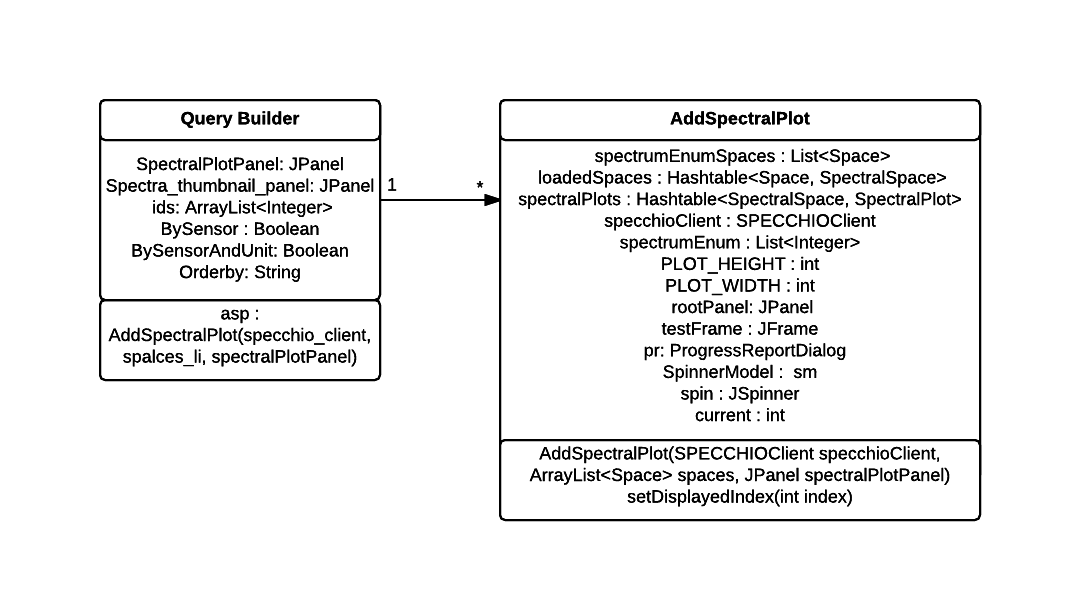 Query Builder
SpectralPlotPanel: JPanel
Spectra_thumbnail_panel: JPanel
ids: ArrayList<Integer>
BySensor : Boolean
BySensorAndUnit: Boolean
Orderby: String
asp :
AddSpectralPlot(specchio_client,
spalces_li, spectralPlotPanel)
1
*
AddSpectralPlot
spectrumEnumSpaces : List<Space>
loadedSpaces : Hashtable<Space, SpectralSpace>
spectralPlots : Hashtable<SpectralSpace, SpectralPlot>
specchioClient : SPECCHIOClient
spectrumEnum : List<Integer>
PLOT_HEIGHT : int
PLOT_WIDTH : int
rootPanel: JPanel
testFrame : JFrame
pr: ProgressReportDialog
SpinnerModel :  sm
spin : JSpinner
current : int
AddSpectralPlot(SPECCHIOClient specchioClient,
ArrayList<Space> spaces, JPanel spectralPlotPanel)
setDisplayedIndex(int index)